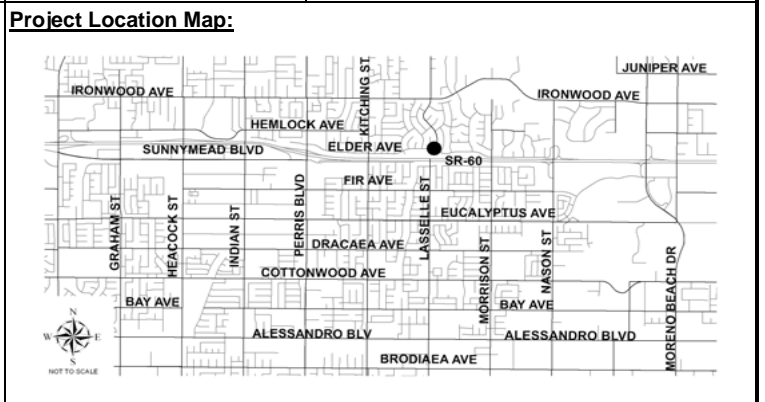 Project Location Map:
JUNIPER AVE
IRONWOOD AVE
IRONWOOD AVE
KITCHING ST
HEMLOCK AVE
SUNNYMEAD BLVD
ELDER AVE
SR-60
FIR AVE
GRAHAM ST
HEACOCK ST
INDIAN ST
PERRIS BLVD
LASSELLE ST
EUCALYPTUS AVE
DRACAEA AVE
MORRISON ST
NASON ST
MORENO BEACH DR
COTTONWOOD AVE
BAY AVE
BAY AVE
N
W
E
S
NOT TO SCALE
ALESSANDRO BLV
ALESSANDRO BLVD
BRODIAEA AVE